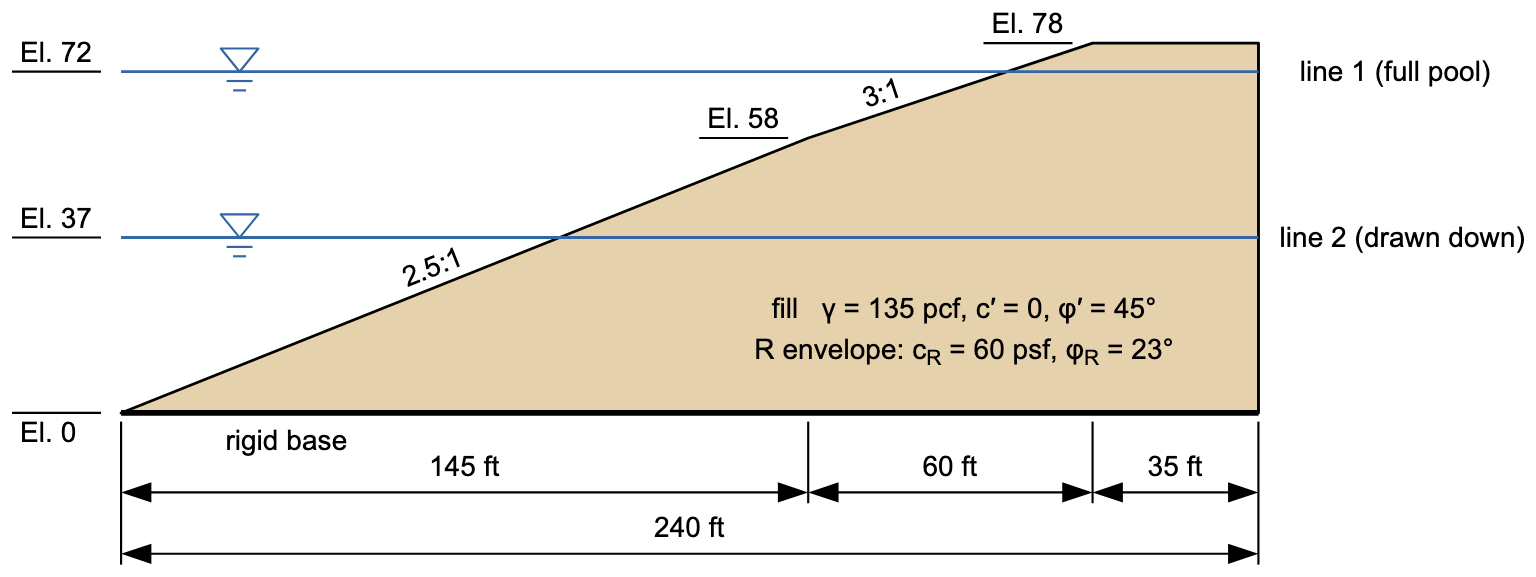 El. 78
El. 72
line 1 (full pool)
3:1
El. 58
El. 37
line 2 (drawn down)
2.5:1
fill γ = 135 pcf, c′ = 0, φ′ = 45°
R envelope: cR = 60 psf, φR = 23°
El. 0
rigid base
145 ft
60 ft
35 ft
240 ft